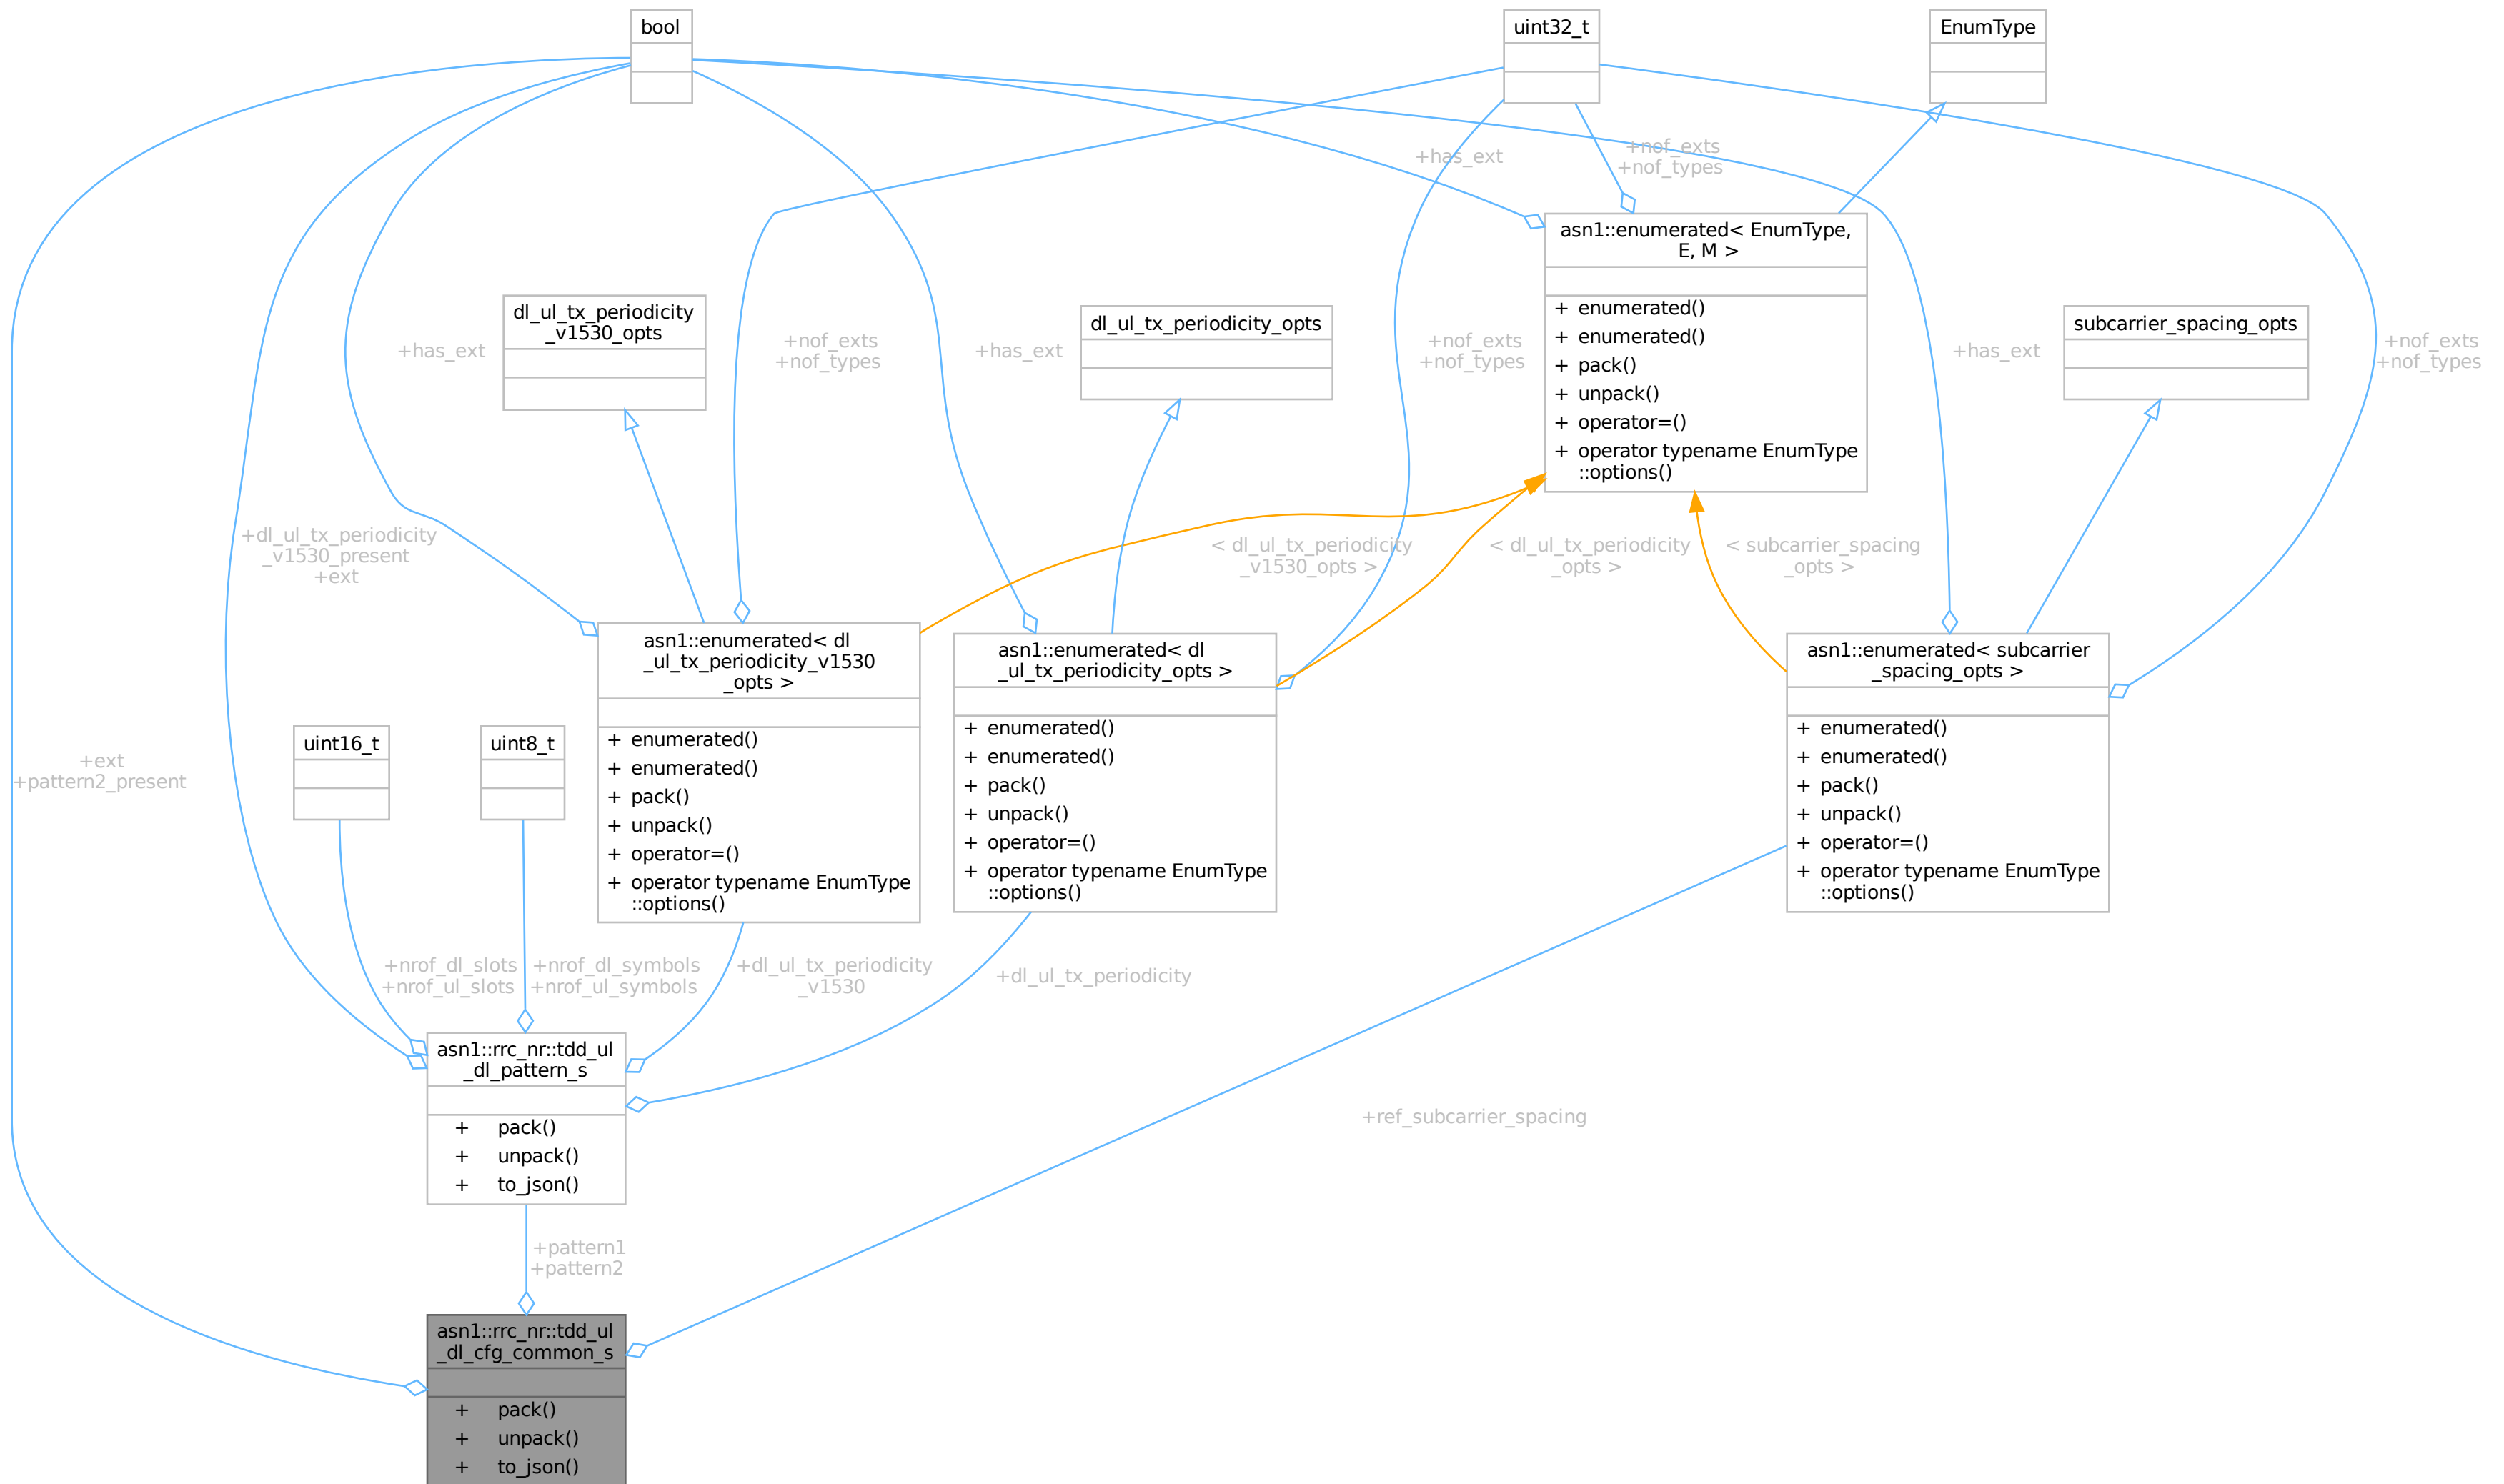 bool
uint32_t
EnumType
+has_ext
+nof_exts
+nof_types
asn1::enumerated< EnumType,
E, M >
+ enumerated()
+ enumerated()
+ pack()
+ unpack()
+ operator=()
+ operator typename EnumType
::options()
dl_ul_tx_periodicity
_v1530_opts
dl_ul_tx_periodicity_opts
subcarrier_spacing_opts
+has_ext
+nof_exts
+nof_types
+has_ext
+nof_exts
+nof_types
+has_ext
+nof_exts
+nof_types
+dl_ul_tx_periodicity
_v1530_present
+ext
< dl_ul_tx_periodicity
_v1530_opts >
< dl_ul_tx_periodicity
_opts >
< subcarrier_spacing
_opts >
asn1::enumerated< dl
_ul_tx_periodicity_v1530
_opts >
+ enumerated()
+ enumerated()
+ pack()
+ unpack()
+ operator=()
+ operator typename EnumType
::options()
asn1::enumerated< dl
_ul_tx_periodicity_opts >
+ enumerated()
+ enumerated()
+ pack()
+ unpack()
+ operator=()
+ operator typename EnumType
::options()
asn1::enumerated< subcarrier
_spacing_opts >
+ enumerated()
+ enumerated()
+ pack()
+ unpack()
+ operator=()
+ operator typename EnumType
::options()
uint16_t
uint8_t
+ext
+pattern2_present
+nrof_dl_slots
+nrof_ul_slots
+nrof_dl_symbols
+nrof_ul_symbols
+dl_ul_tx_periodicity
_v1530
+dl_ul_tx_periodicity
asn1::rrc_nr::tdd_ul
_dl_pattern_s
+ pack()
+ unpack()
+ to_json()
+ref_subcarrier_spacing
+pattern1
+pattern2
asn1::rrc_nr::tdd_ul
_dl_cfg_common_s
+ pack()
+ unpack()
+ to_json()